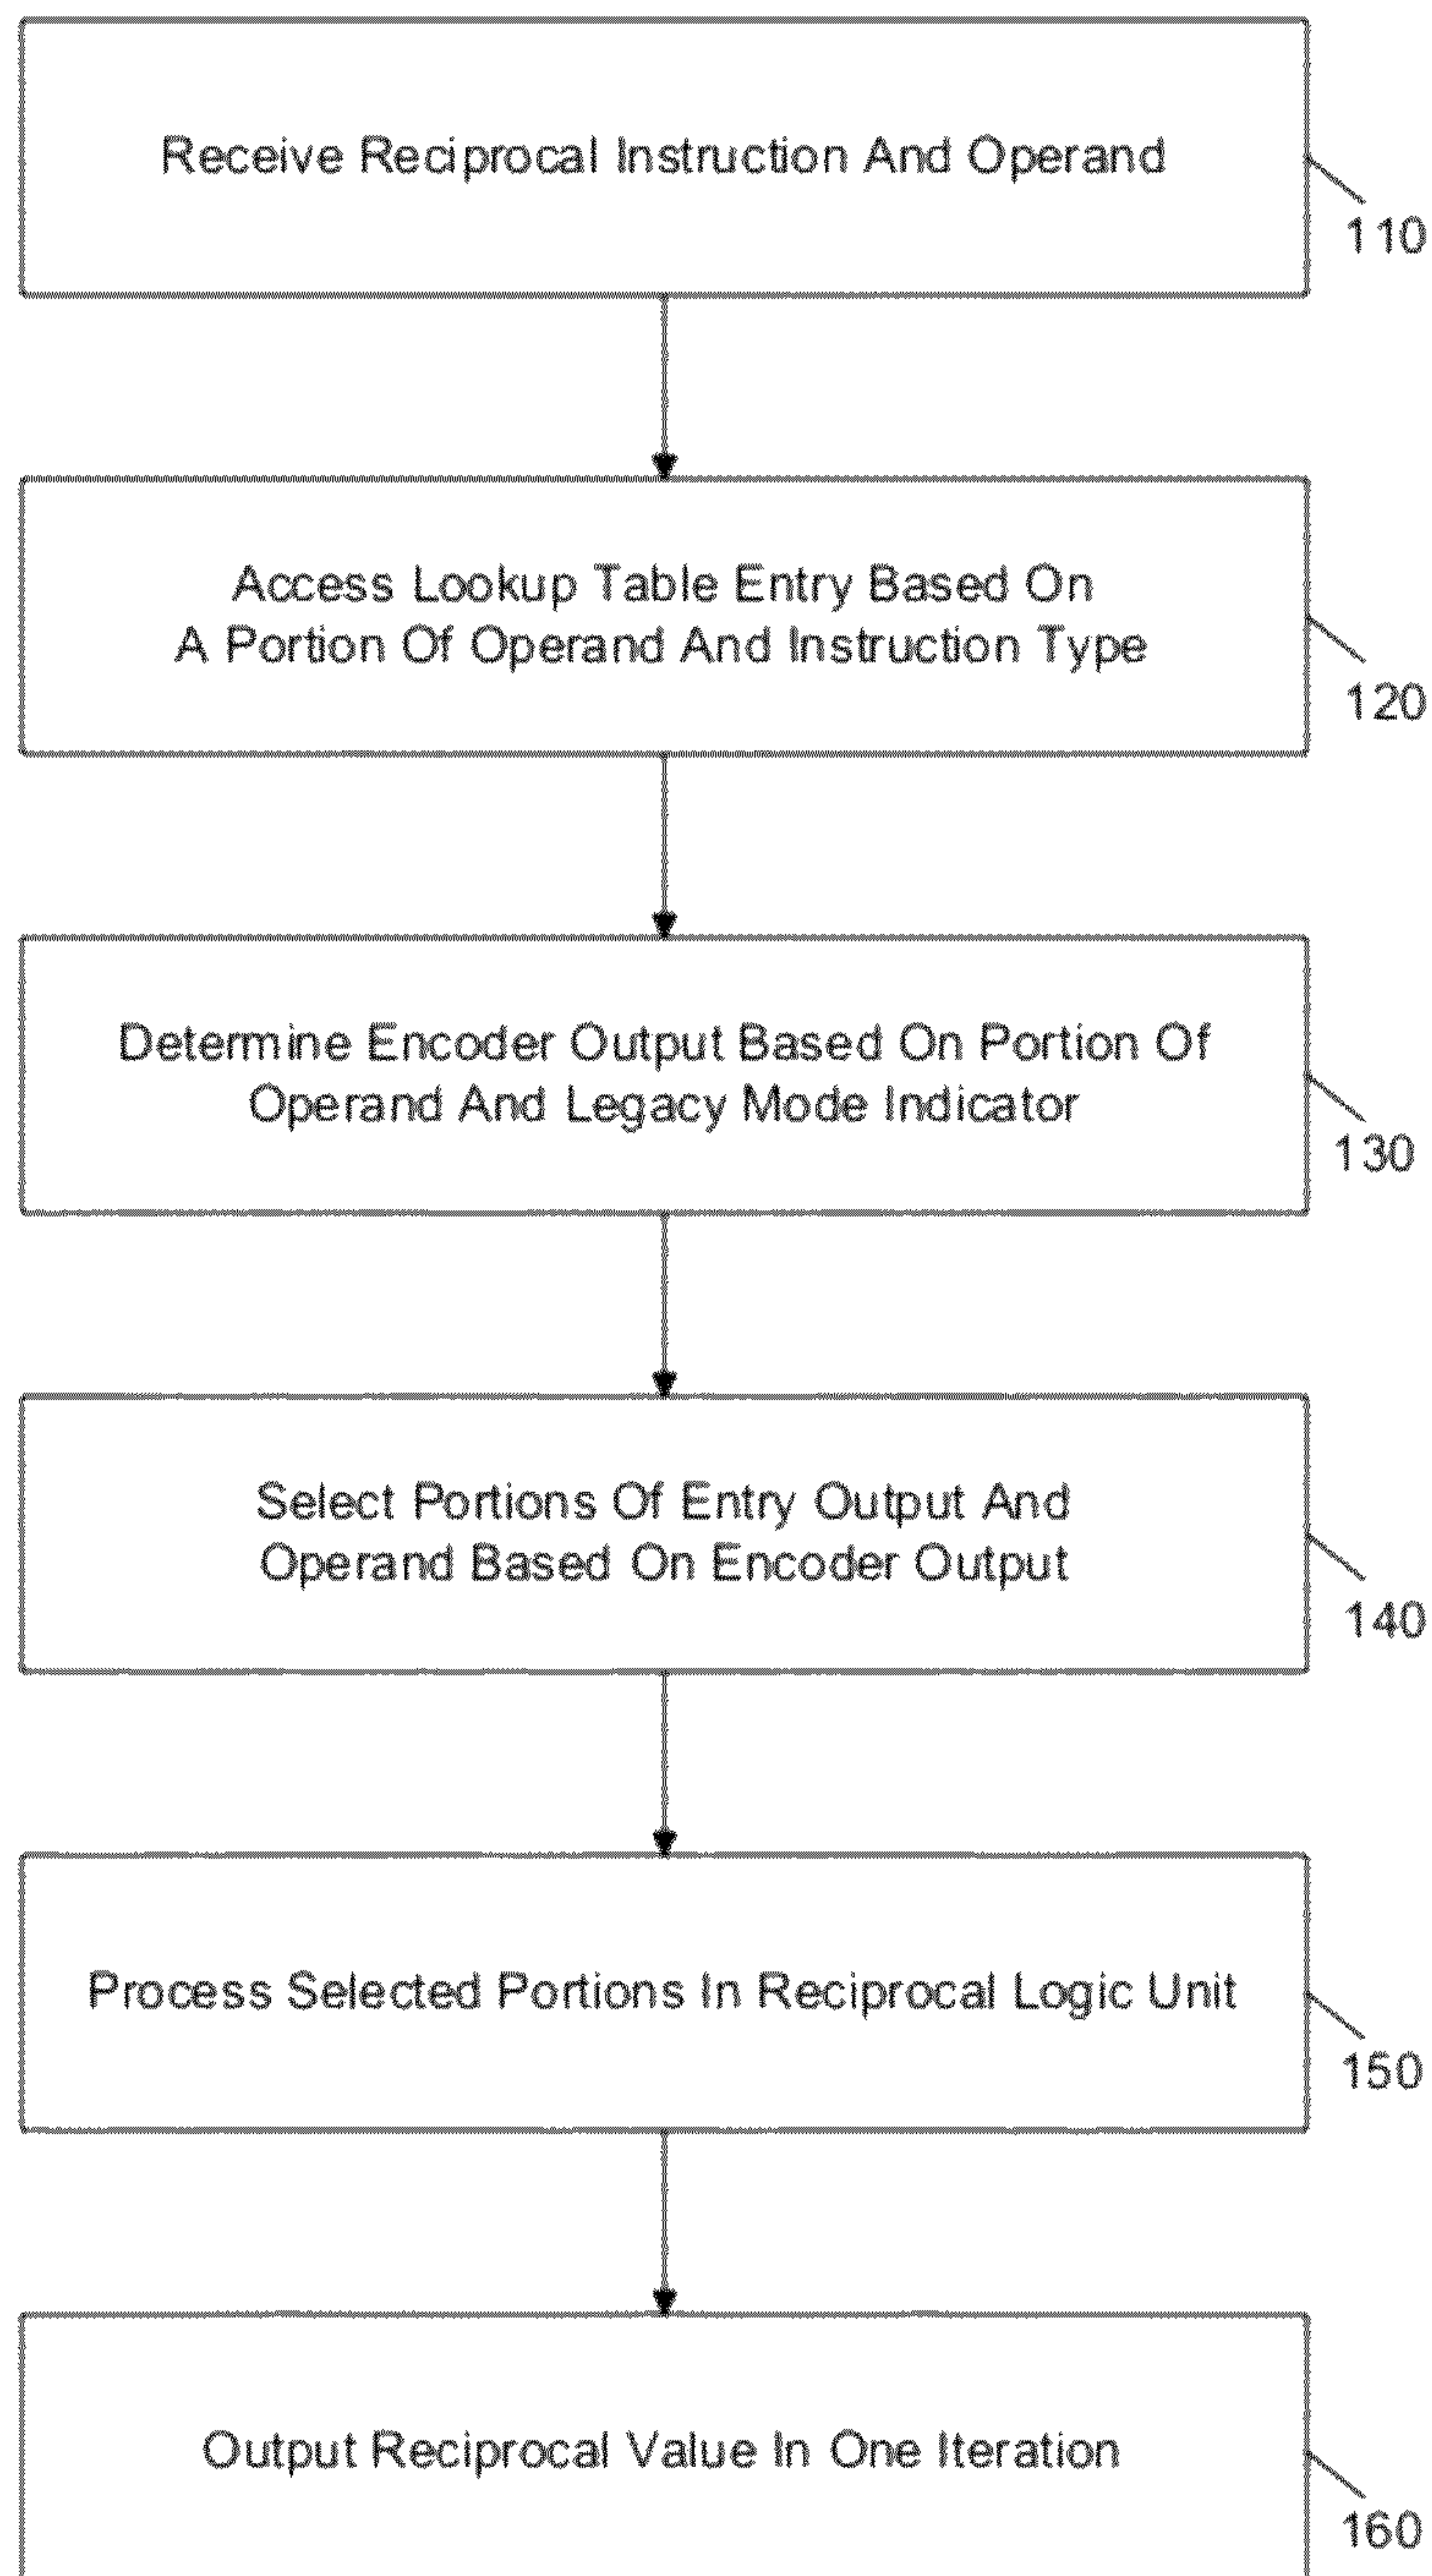 Receive Reciprocal Instruction And Operand
110
Access Lookup Table Entry Based On
A Portion Of Operand And Instruction Type
120
Determine Encoder Output Based On Portion Of
Operand And Legacy Mode Indicator
130
Select Portions Of Entry Output And
Operand Based On Encoder Output
140
Process Selected Portions In Reciprocal Logic Unit
150
Output Reciprocal Value In One Iteration
160